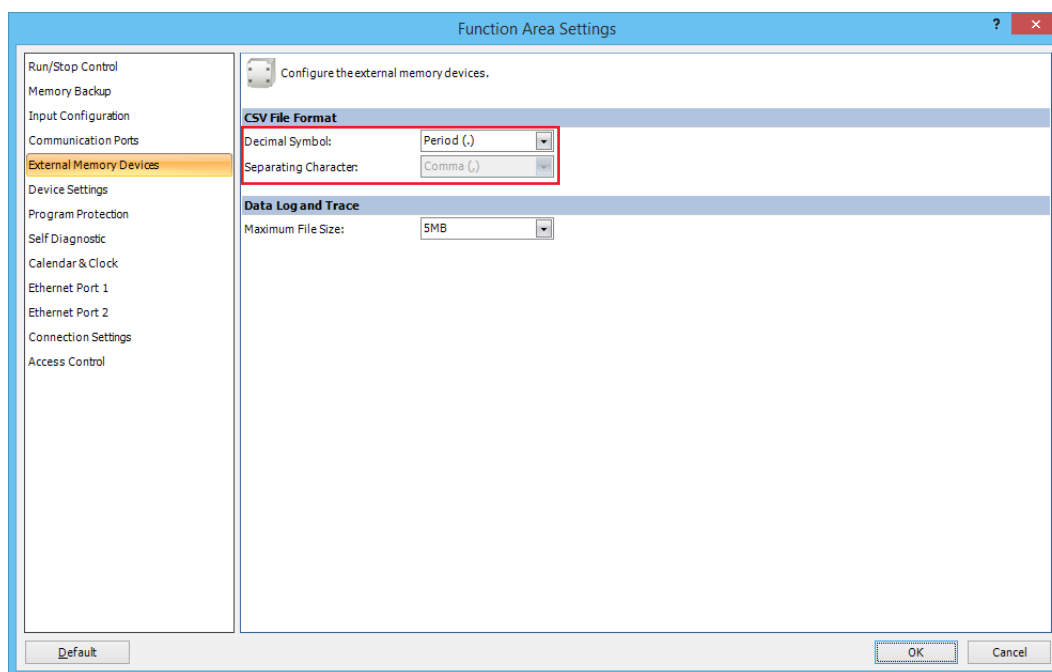 Function Area Settings
?
Run/Stop Control
Memory Backup
Input Configuration
Communication Ports
External Memory Devices
Device Settings
Program Protection
Self Diagnostic
Calendar & Clock
Ethernet Port 1
Ethernet Port 2
Connection Settings
Access Control
Configure the external memory devices.
CSV File Format
Decimal Symbol: Period (.)
Separating Character: Comma (,)
Data Log and Trace
Maximum File Size: 5MB
Default
OK Cancel